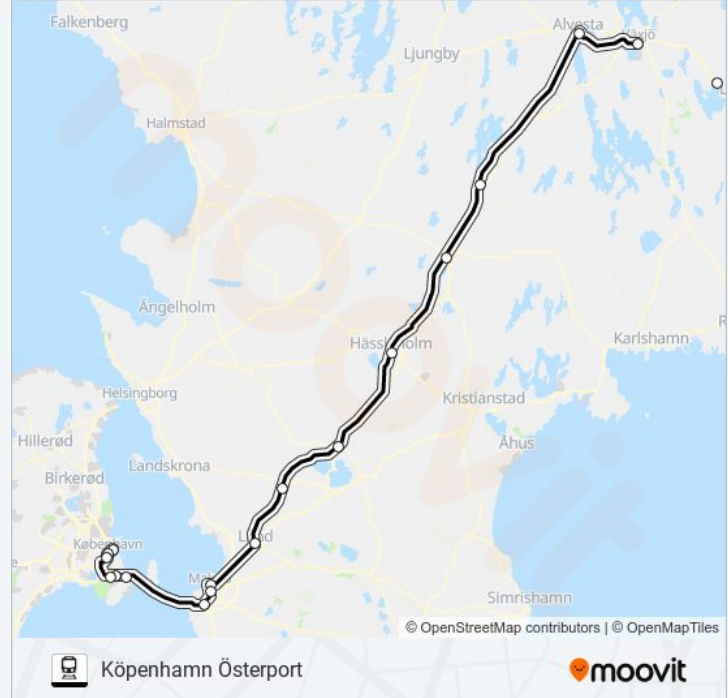 Falkenberg
Alvesta
Växjö
Ljungby
Halmstad
Ängelholm
Hässleholm
Karlshamn
Helsingborg
Kristianstad
Hillerød
Åhus
Landskrona
Birkerød
København
Lund
Simrishamn
© OpenStreetMap contributors | © OpenMapTiles
Köpenhamn Österport
moovit